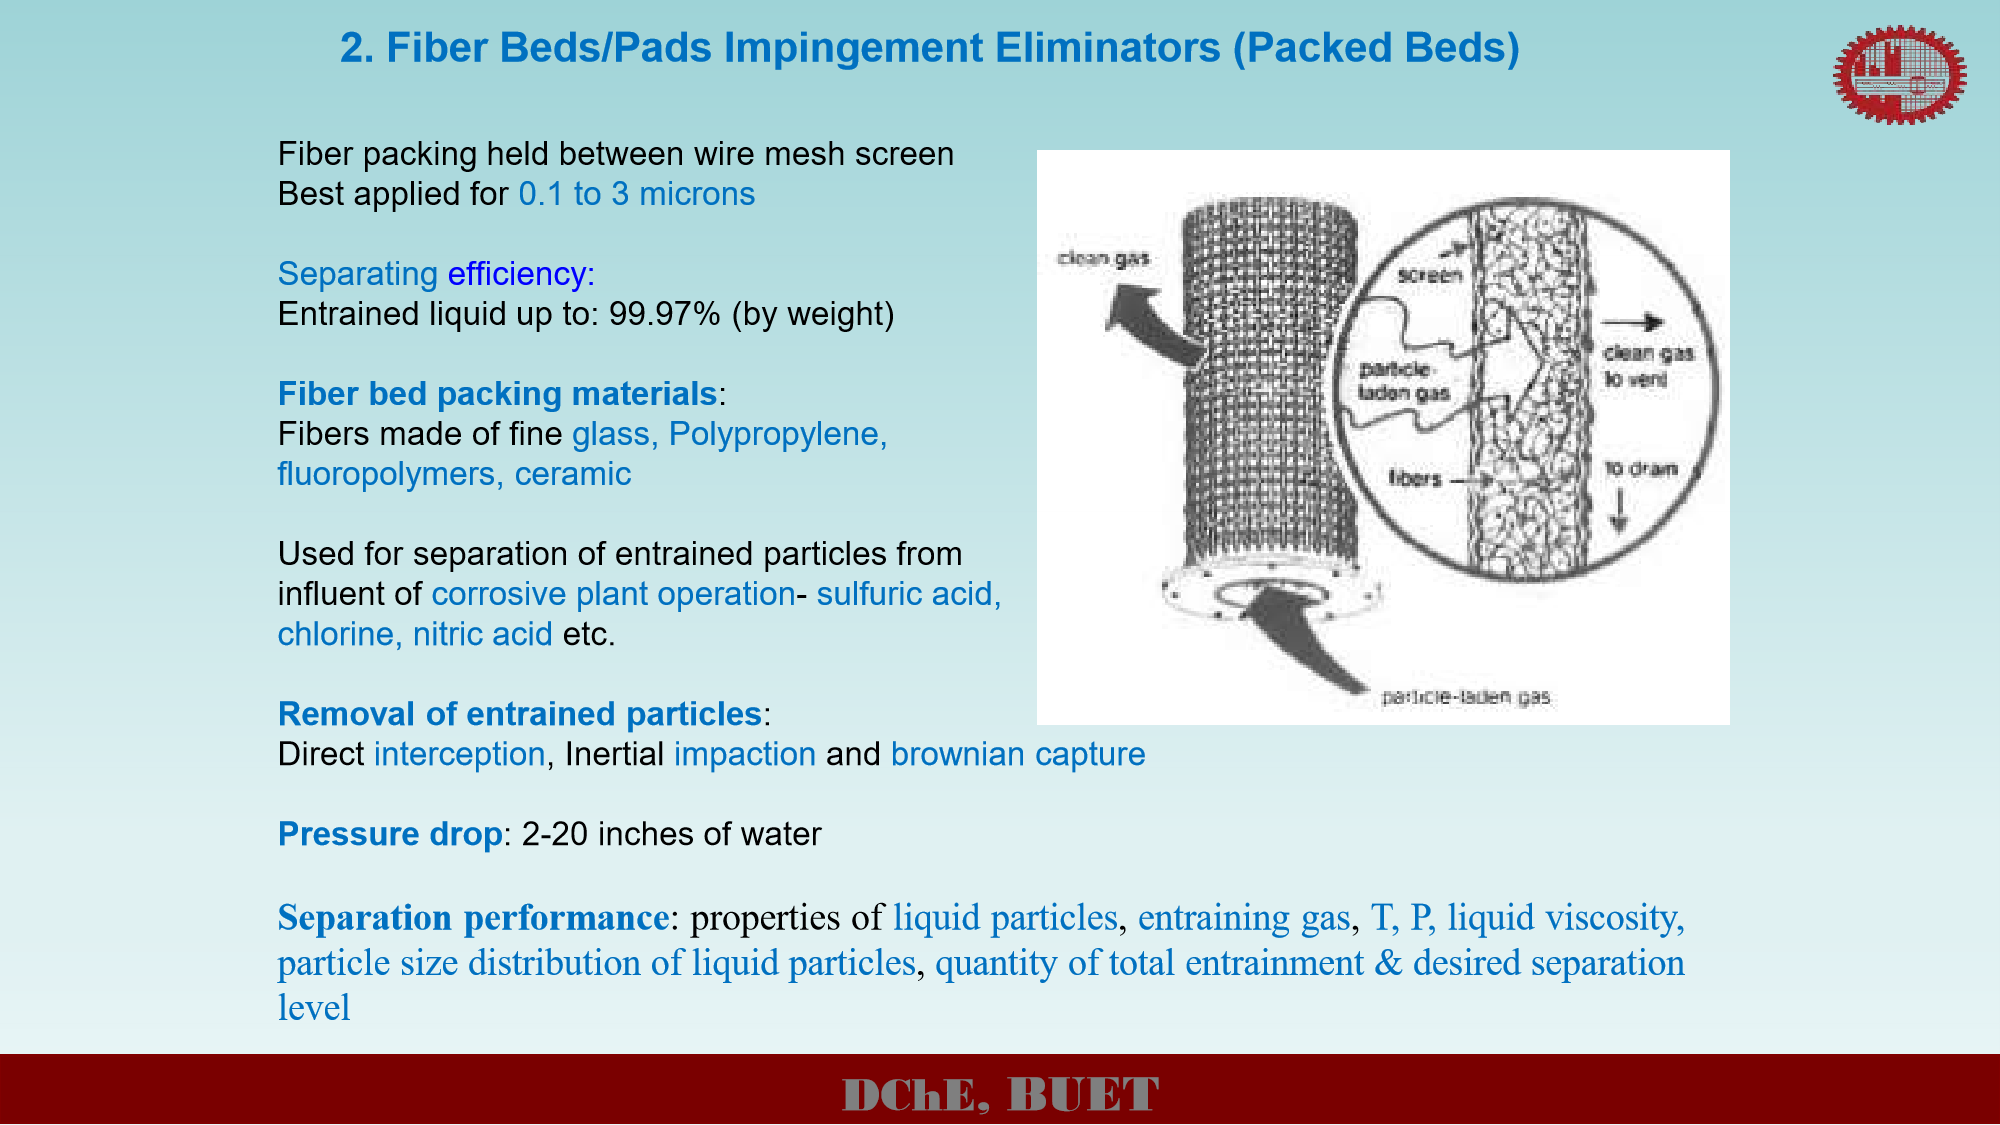 2. Fiber Beds/Pads Impingement Eliminators (Packed Beds)
Fiber packing held between wire mesh screen
Best applied for 0.1 to 3 microns
Separating efficiency:
Entrained liquid up to: 99.97% (by weight)
Fiber bed packing materials:
Fibers made of fine glass, Polypropylene,
fluoropolymers, ceramic
Used for separation of entrained particles from
influent of corrosive plant operation- sulfuric acid,
chlorine, nitric acid etc.
Removal of entrained particles:
Direct interception, Inertial impaction and brownian capture
Pressure drop: 2-20 inches of water
Separation performance: properties of liquid particles, entraining gas, T, P, liquid viscosity,
particle size distribution of liquid particles, quantity of total entrainment & desired separation
level
clean gas
screen
particle-
laden gas
clean gas
to vent
fibers
to drain
particle-laden gas
DChE, BUET